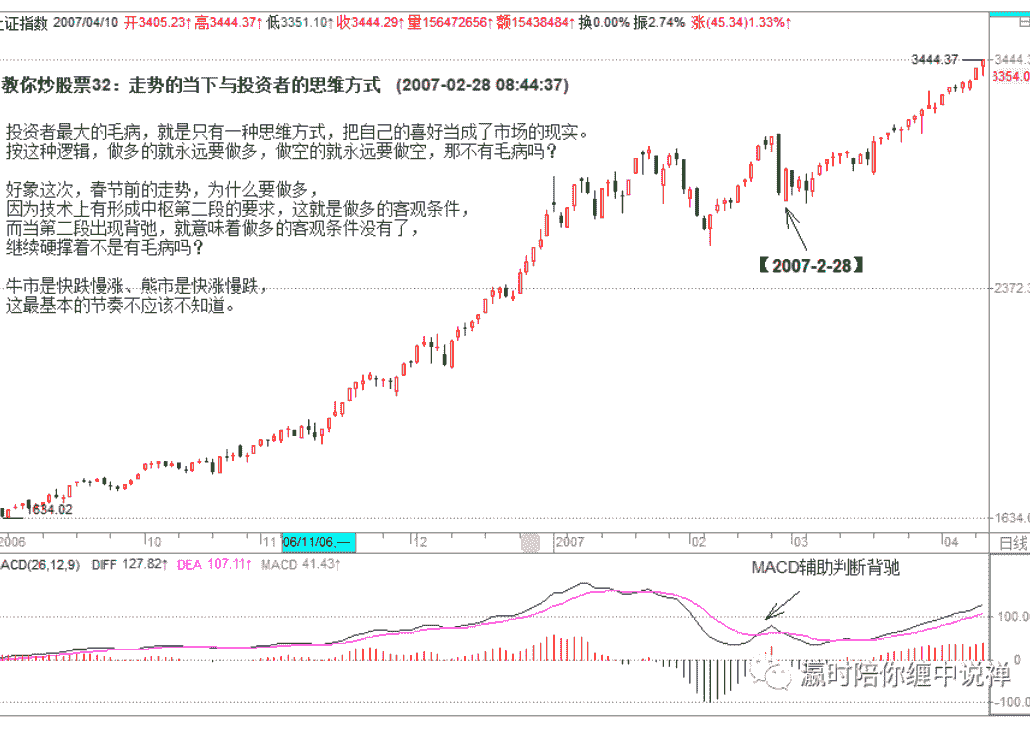 上证指数 2007/04/10 开3405.23↑高3444.37↑低3351.10↑收3444.29↑量156472656↑额15438484↑换0.00% 振2.74% 涨(45.34)1.33%↑
3444.37
3444.3
3354.0
教你炒股票32：走势的当下与投资者的思维方式 (2007-02-28 08:44:37)
投资者最大的毛病，就是只有一种思维方式，把自己的喜好当成了市场的现实。
按这种逻辑，做多的就永远要做多，做空的就永远要做空，那不有毛病吗？
好象这次，春节前的走势，为什么要做多，
因为技术上有形成中枢第二段的要求，这就是做多的客观条件，
而当第二段出现背弛，就意味着做多的客观条件没有了，
继续硬撑着不是有毛病吗？
【2007-2-28】
牛市是快跌慢涨、熊市是快涨慢跌，
这最基本的节奏不应该不知道。
2372.3
1634.02
1634.0
2006 10 11 06/11/06,一 12 2007 02 03 04 日线
ACD(26,12,9) DIFF 127.82↑ DEA 107.11↑ MACD 41.43↑
MACD辅助判断背驰
100.0
0
-100.0
赢时陪你缠中说禅